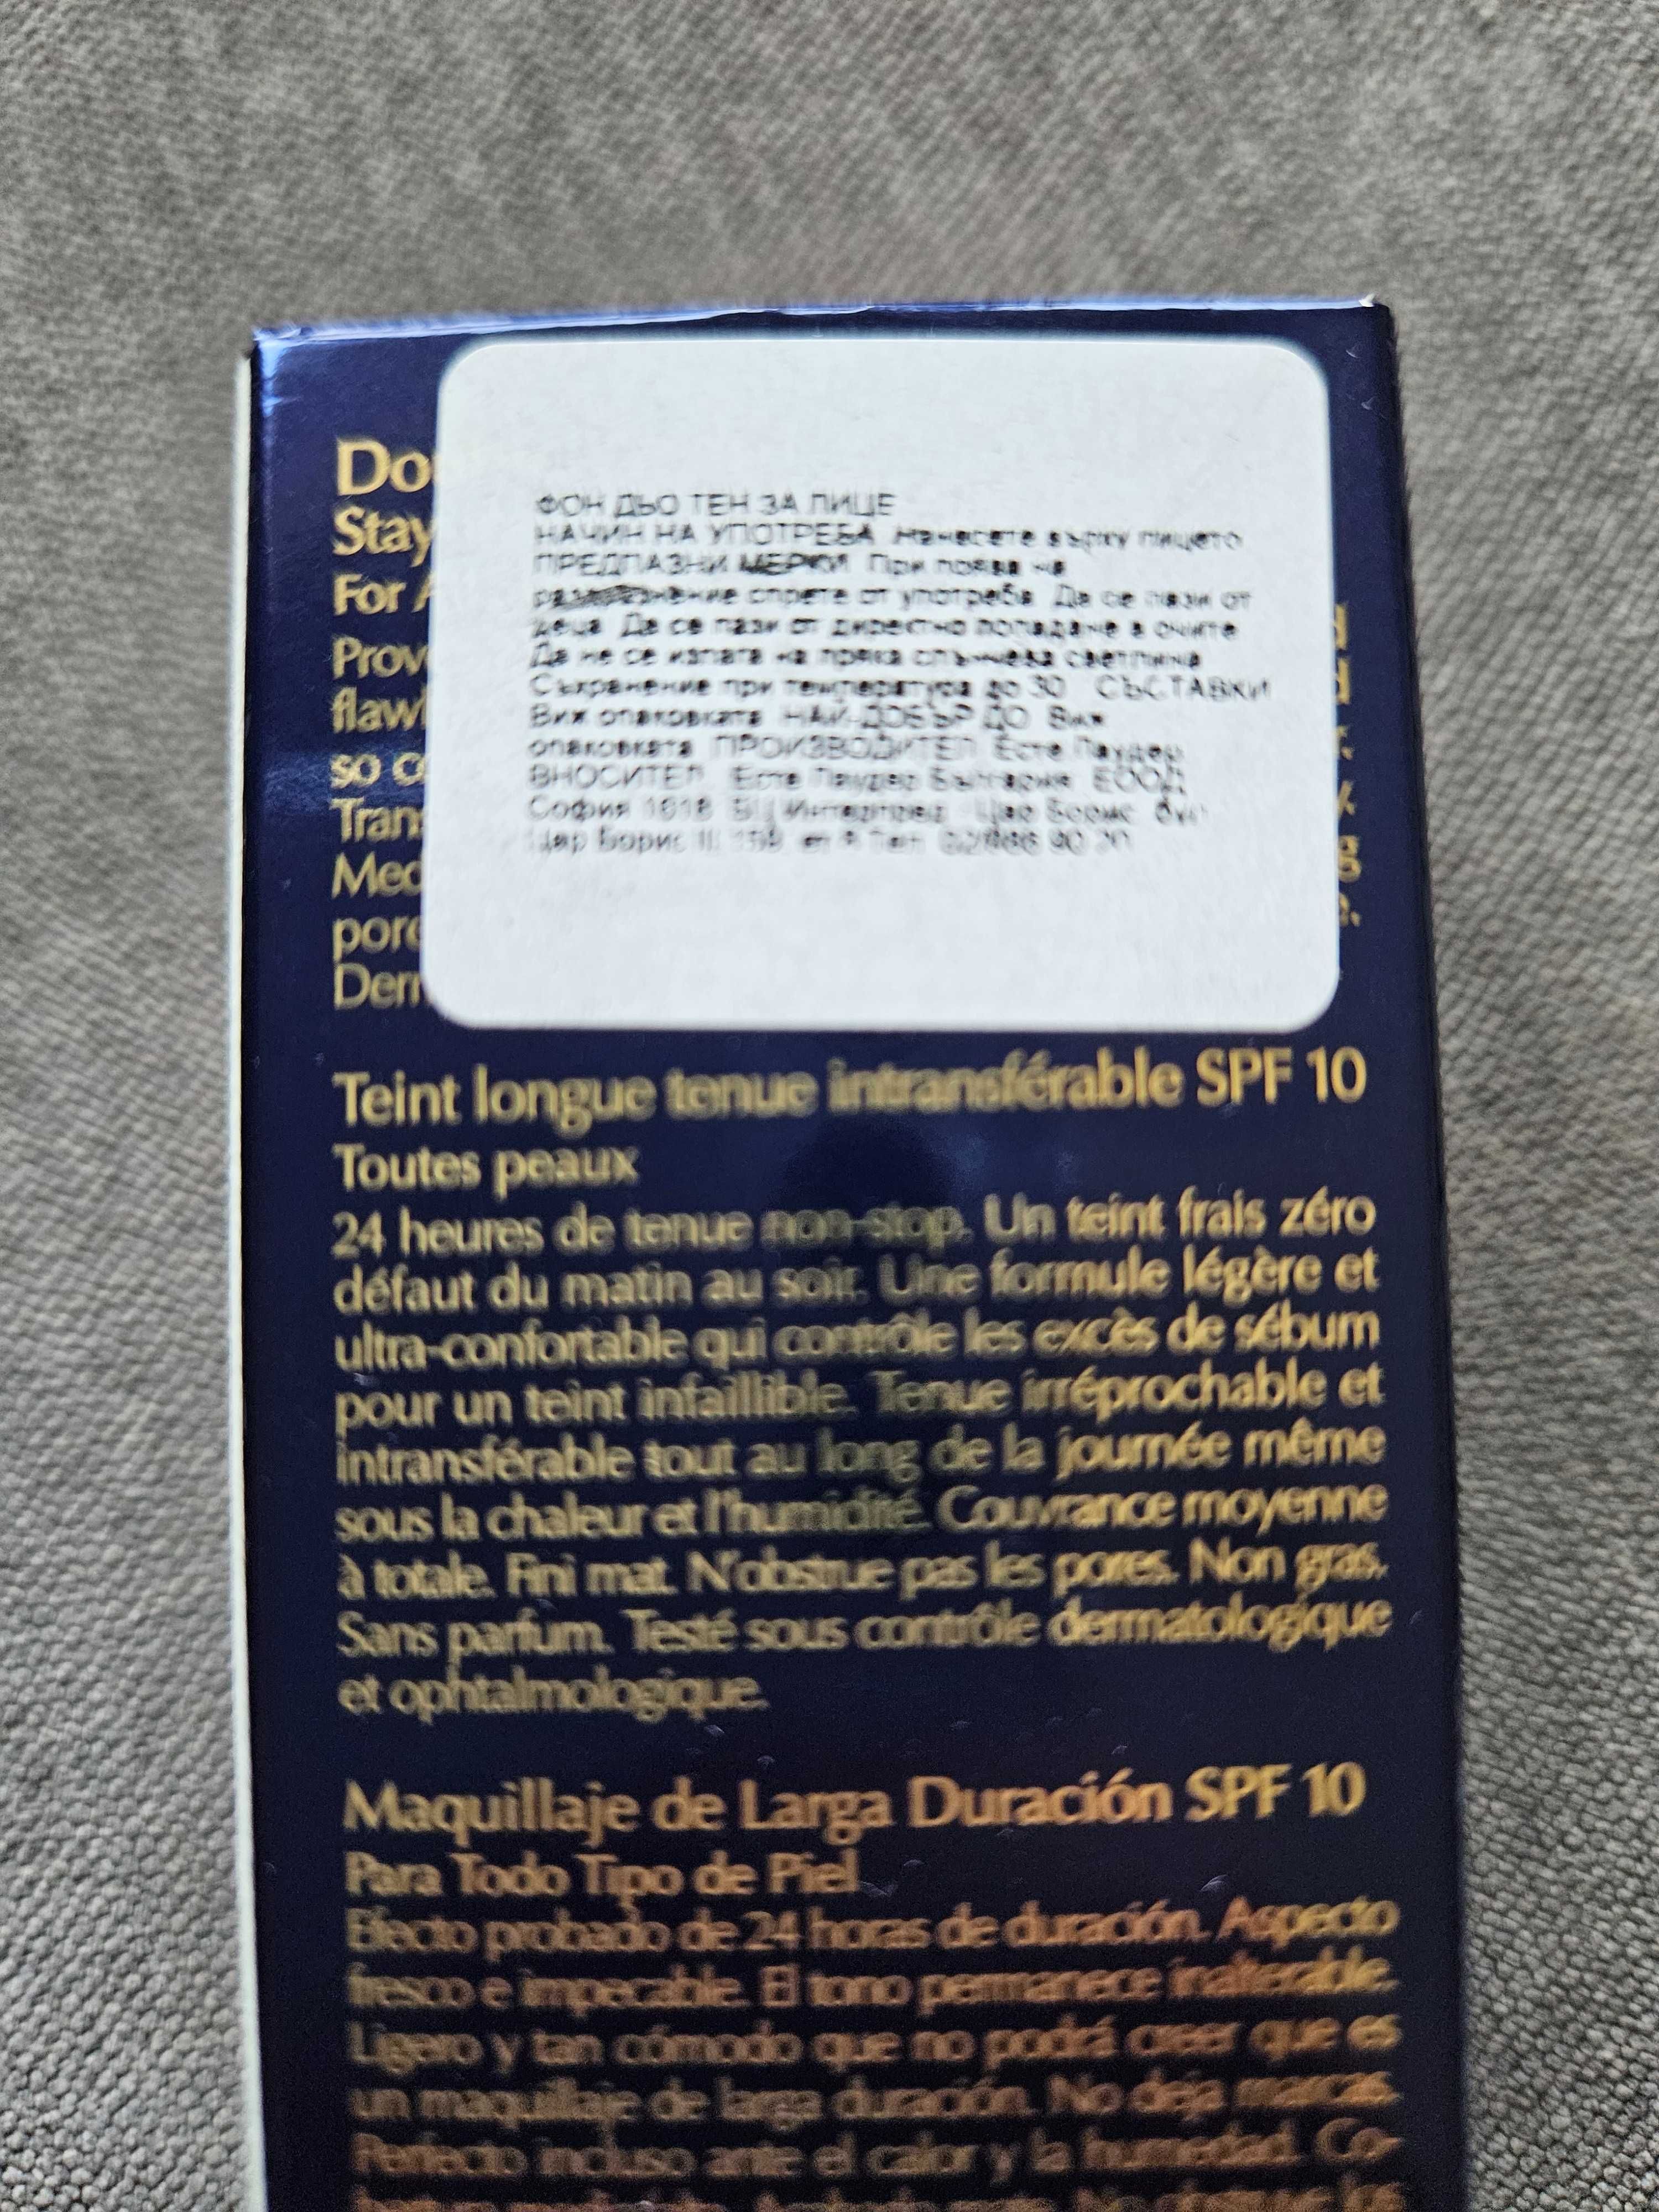 Do
Stay
For A
Prov
flawl
so c
Trans
Med
pore
Derm
d
d
g
ФОН ДЬО ТЕН ЗА ЛИЦЕ
НАЧИН НА УПОТРЕБА Нанесете върху лицето
ПРЕДПАЗНИ МЕРКИ При поява на
раздразнение спрете от употреба Да се пази от
деца Да се пази от директно попадане в очите
Да не се излага на пряка слънчева светлина
Съхранение при температура до 30 СЪСТАВКИ
Виж опаковката НАЙ-ДОБЪР ДО Виж
опаковката ПРОИЗВОДИТЕЛ Есте Лаудер
ВНОСИТЕЛ Есте Лаудер България ЕООД
София 1618 БЦ Интерпред Цар Борис бул
Цар Борис III 159 ет Тел
Teint longue tenue intransférable SPF 10
Toutes peaux
24 heures de tenue non-stop. Un teint frais zéro
défaut du matin au soir. Une formule légère et
ultra-confortable qui contrôle les excès de sébum
pour un teint infaillible. Tenue irréprochable et
intransférable tout au long de la journée même
sous la chaleur et l'humidité. Couvrance moyenne
à totale. Fini mat. N'obstrue pas les pores. Non gras.
Sans parfum. Testé sous contrôle dermatologique
et ophtalmologique.
Maquillaje de Larga Duración SPF 10
Para Todo Tipo de Piel
Efecto probado de 24 horas de duración. Aspecto
fresco e impecable. El tono permanece inalterable.
Ligero y tan cómodo que no podrá creer que es
un maquillaje de larga duración. No deja marcas.
Perfecto incluso ante el calor y la humedad. Co-